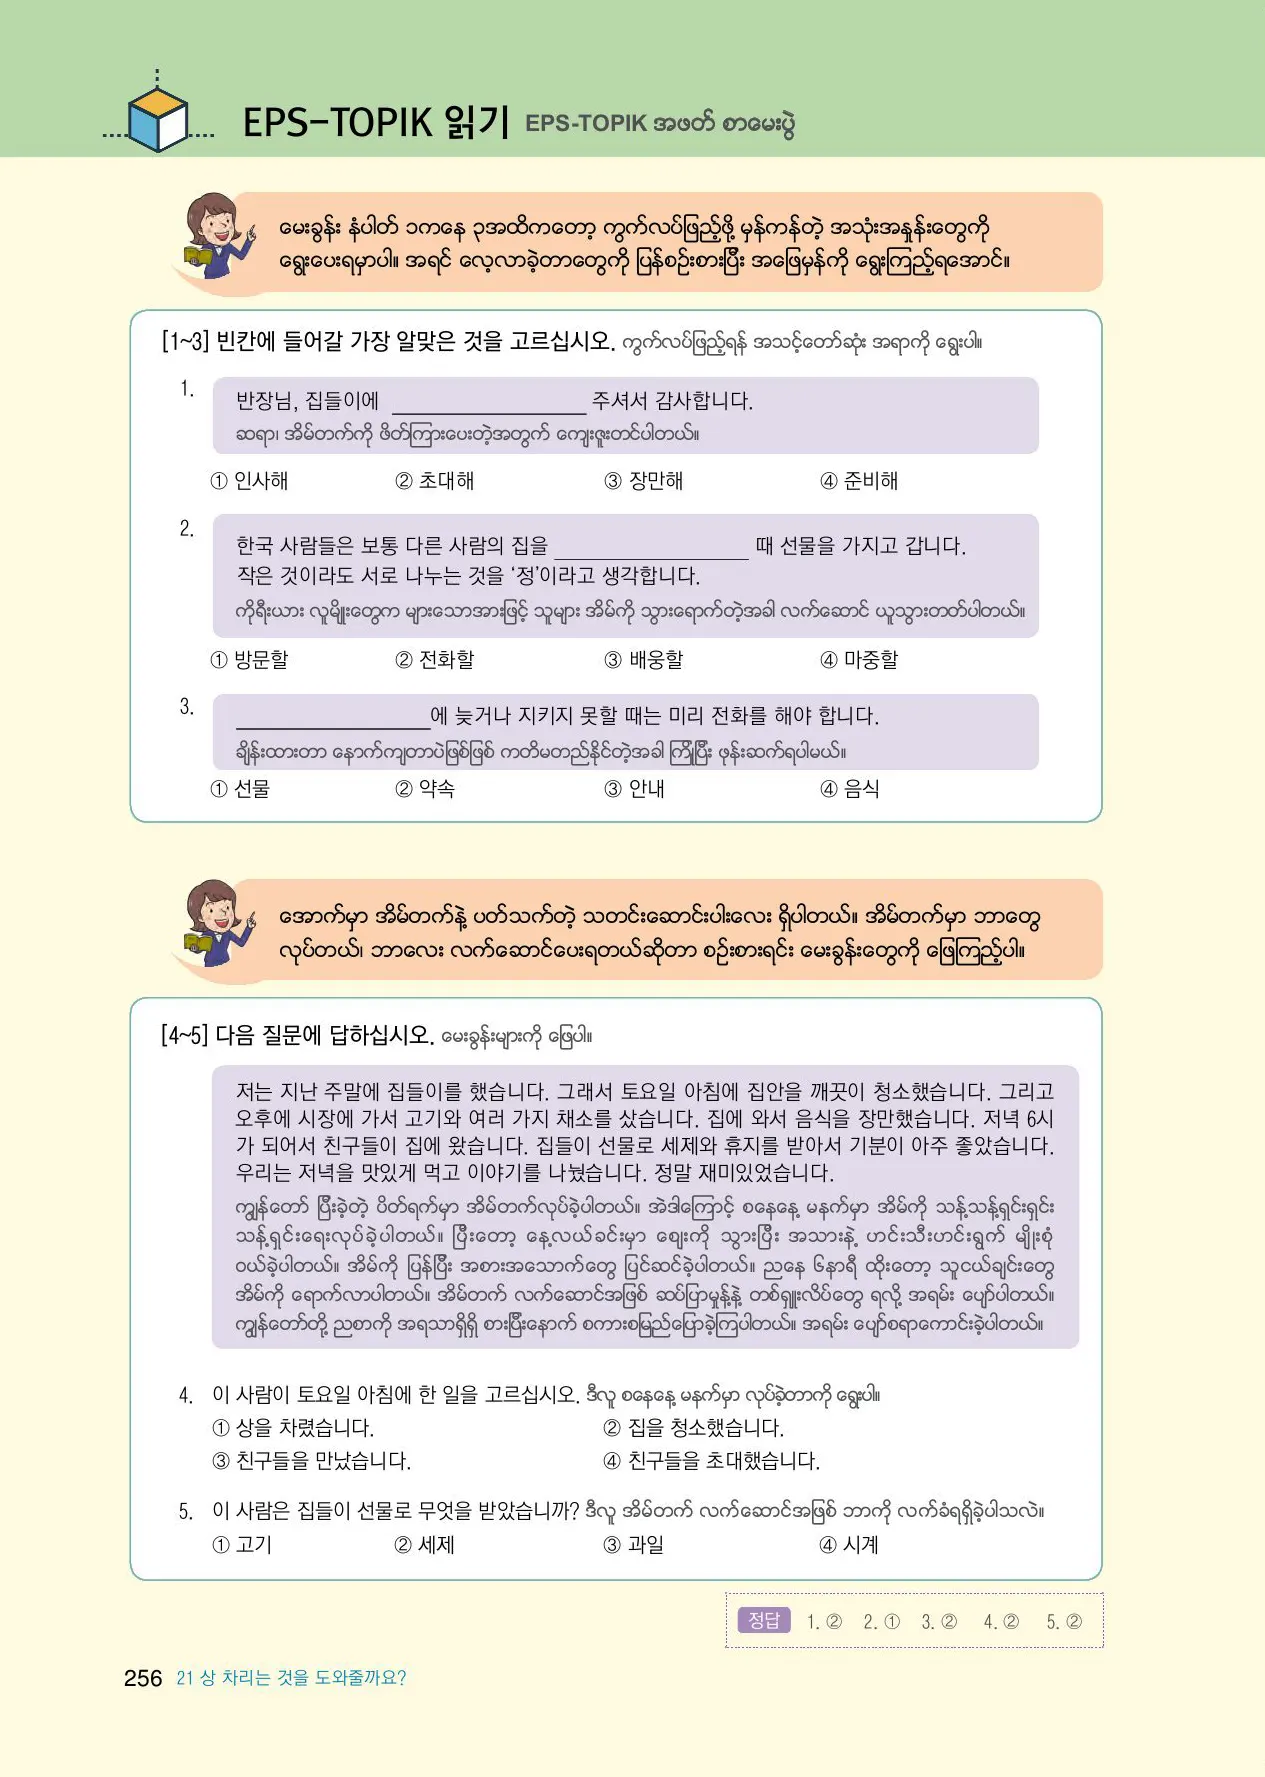 EPS-TOPIK 읽기 EPS-TOPIK အဖတ် စာမေးပွဲ
မေးခွန်း နံပါတ် ၁ကနေ ၃အထိကတော့ ကွက်လပ်ဖြည့်ဖို့ မှန်ကန်တဲ့ အသုံးအနှုန်းတွေကို
ရွေးပေးရမှာပါ။ အရင် လေ့လာခဲ့တာတွေကို ပြန်စဉ်းစားပြီး အဖြေမှန်ကို ရွေးကြည့်ရအောင်။
[1~3] 빈칸에 들어갈 가장 알맞은 것을 고르십시오. ကွက်လပ်ဖြည့်ရန် အသင့်တော်ဆုံး အရာကို ရွေးပါ။
1. 반장님, 집들이에 __________ 주셔서 감사합니다.
ဆရာ၊ အိမ်တက်ကို ဖိတ်ကြားပေးတဲ့အတွက် ကျေးဇူးတင်ပါတယ်။
① 인사해 ② 초대해 ③ 장만해 ④ 준비해
2. 한국 사람들은 보통 다른 사람의 집을 __________ 때 선물을 가지고 갑니다.
작은 것이라도 서로 나누는 것을 ‘정’이라고 생각합니다.
ကိုရီးယား လူမျိုးတွေက များသောအားဖြင့် သူများ အိမ်ကို သွားရောက်တဲ့အခါ လက်ဆောင် ယူသွားတတ်ပါတယ်။
① 방문할 ② 전화할 ③ 배웅할 ④ 마중할
3. __________에 늦거나 지키지 못할 때는 미리 전화를 해야 합니다.
ချိန်းထားတာ နောက်ကျတာပဲဖြစ်ဖြစ် ကတိမတည်နိုင်တဲ့အခါ ကြိုပြီး ဖုန်းဆက်ရပါမယ်။
① 선물 ② 약속 ③ 안내 ④ 음식
အောက်မှာ အိမ်တက်နဲ့ ပတ်သက်တဲ့ သတင်းဆောင်းပါးလေး ရှိပါတယ်။ အိမ်တက်မှာ ဘာတွေ
လုပ်တယ်၊ ဘာလေး လက်ဆောင်ပေးရတယ်ဆိုတာ စဉ်းစားရင်း မေးခွန်းတွေကို ဖြေကြည့်ပါ။
[4~5] 다음 질문에 답하십시오. မေးခွန်းများကို ဖြေပါ။
저는 지난 주말에 집들이를 했습니다. 그래서 토요일 아침에 집안을 깨끗이 청소했습니다. 그리고
오후에 시장에 가서 고기와 여러 가지 채소를 샀습니다. 집에 와서 음식을 장만했습니다. 저녁 6시
가 되어서 친구들이 집에 왔습니다. 집들이 선물로 세제와 휴지를 받아서 기분이 아주 좋았습니다.
우리는 저녁을 맛있게 먹고 이야기를 나눴습니다. 정말 재미있었습니다.
ကျွန်တော် ပြီးခဲ့တဲ့ ပိတ်ရက်မှာ အိမ်တက်လုပ်ခဲ့ပါတယ်။ အဲဒါကြောင့် စနေနေ့ မနက်မှာ အိမ်ကို သန့်သန့်ရှင်းရှင်း
သန့်ရှင်းရေးလုပ်ခဲ့ပါတယ်။ ပြီးတော့ နေ့လယ်ခင်းမှာ ဈေးကို သွားပြီး အသားနဲ့ ဟင်းသီးဟင်းရွက် မျိုးစုံ
ဝယ်ခဲ့ပါတယ်။ အိမ်ကို ပြန်ပြီး အစားအသောက်တွေ ပြင်ဆင်ခဲ့ပါတယ်။ ညနေ ၆နာရီ ထိုးတော့ သူငယ်ချင်းတွေ
အိမ်ကို ရောက်လာပါတယ်။ အိမ်တက် လက်ဆောင်အဖြစ် ဆပ်ပြာမှုန့်နဲ့ တစ်ရှူးလိပ်တွေ ရလို့ အရမ်း ပျော်ပါတယ်။
ကျွန်တော်တို့ ညစာကို အရသာရှိရှိ စားပြီးနောက် စကားစမြည်ပြောခဲ့ကြပါတယ်။ အရမ်း ပျော်စရာကောင်းခဲ့ပါတယ်။
4. 이 사람이 토요일 아침에 한 일을 고르십시오. ဒီလူ စနေနေ့ မနက်မှာ လုပ်ခဲ့တာကို ရွေးပါ။
① 상을 차렸습니다. ② 집을 청소했습니다.
③ 친구들을 만났습니다. ④ 친구들을 초대했습니다.
5. 이 사람은 집들이 선물로 무엇을 받았습니까? ဒီလူ အိမ်တက် လက်ဆောင်အဖြစ် ဘာကို လက်ခံရရှိခဲ့ပါသလဲ။
① 고기 ② 세제 ③ 과일 ④ 시계
정답 1. ② 2. ① 3. ② 4. ② 5. ②
256 21 상 차리는 것을 도와줄까요?